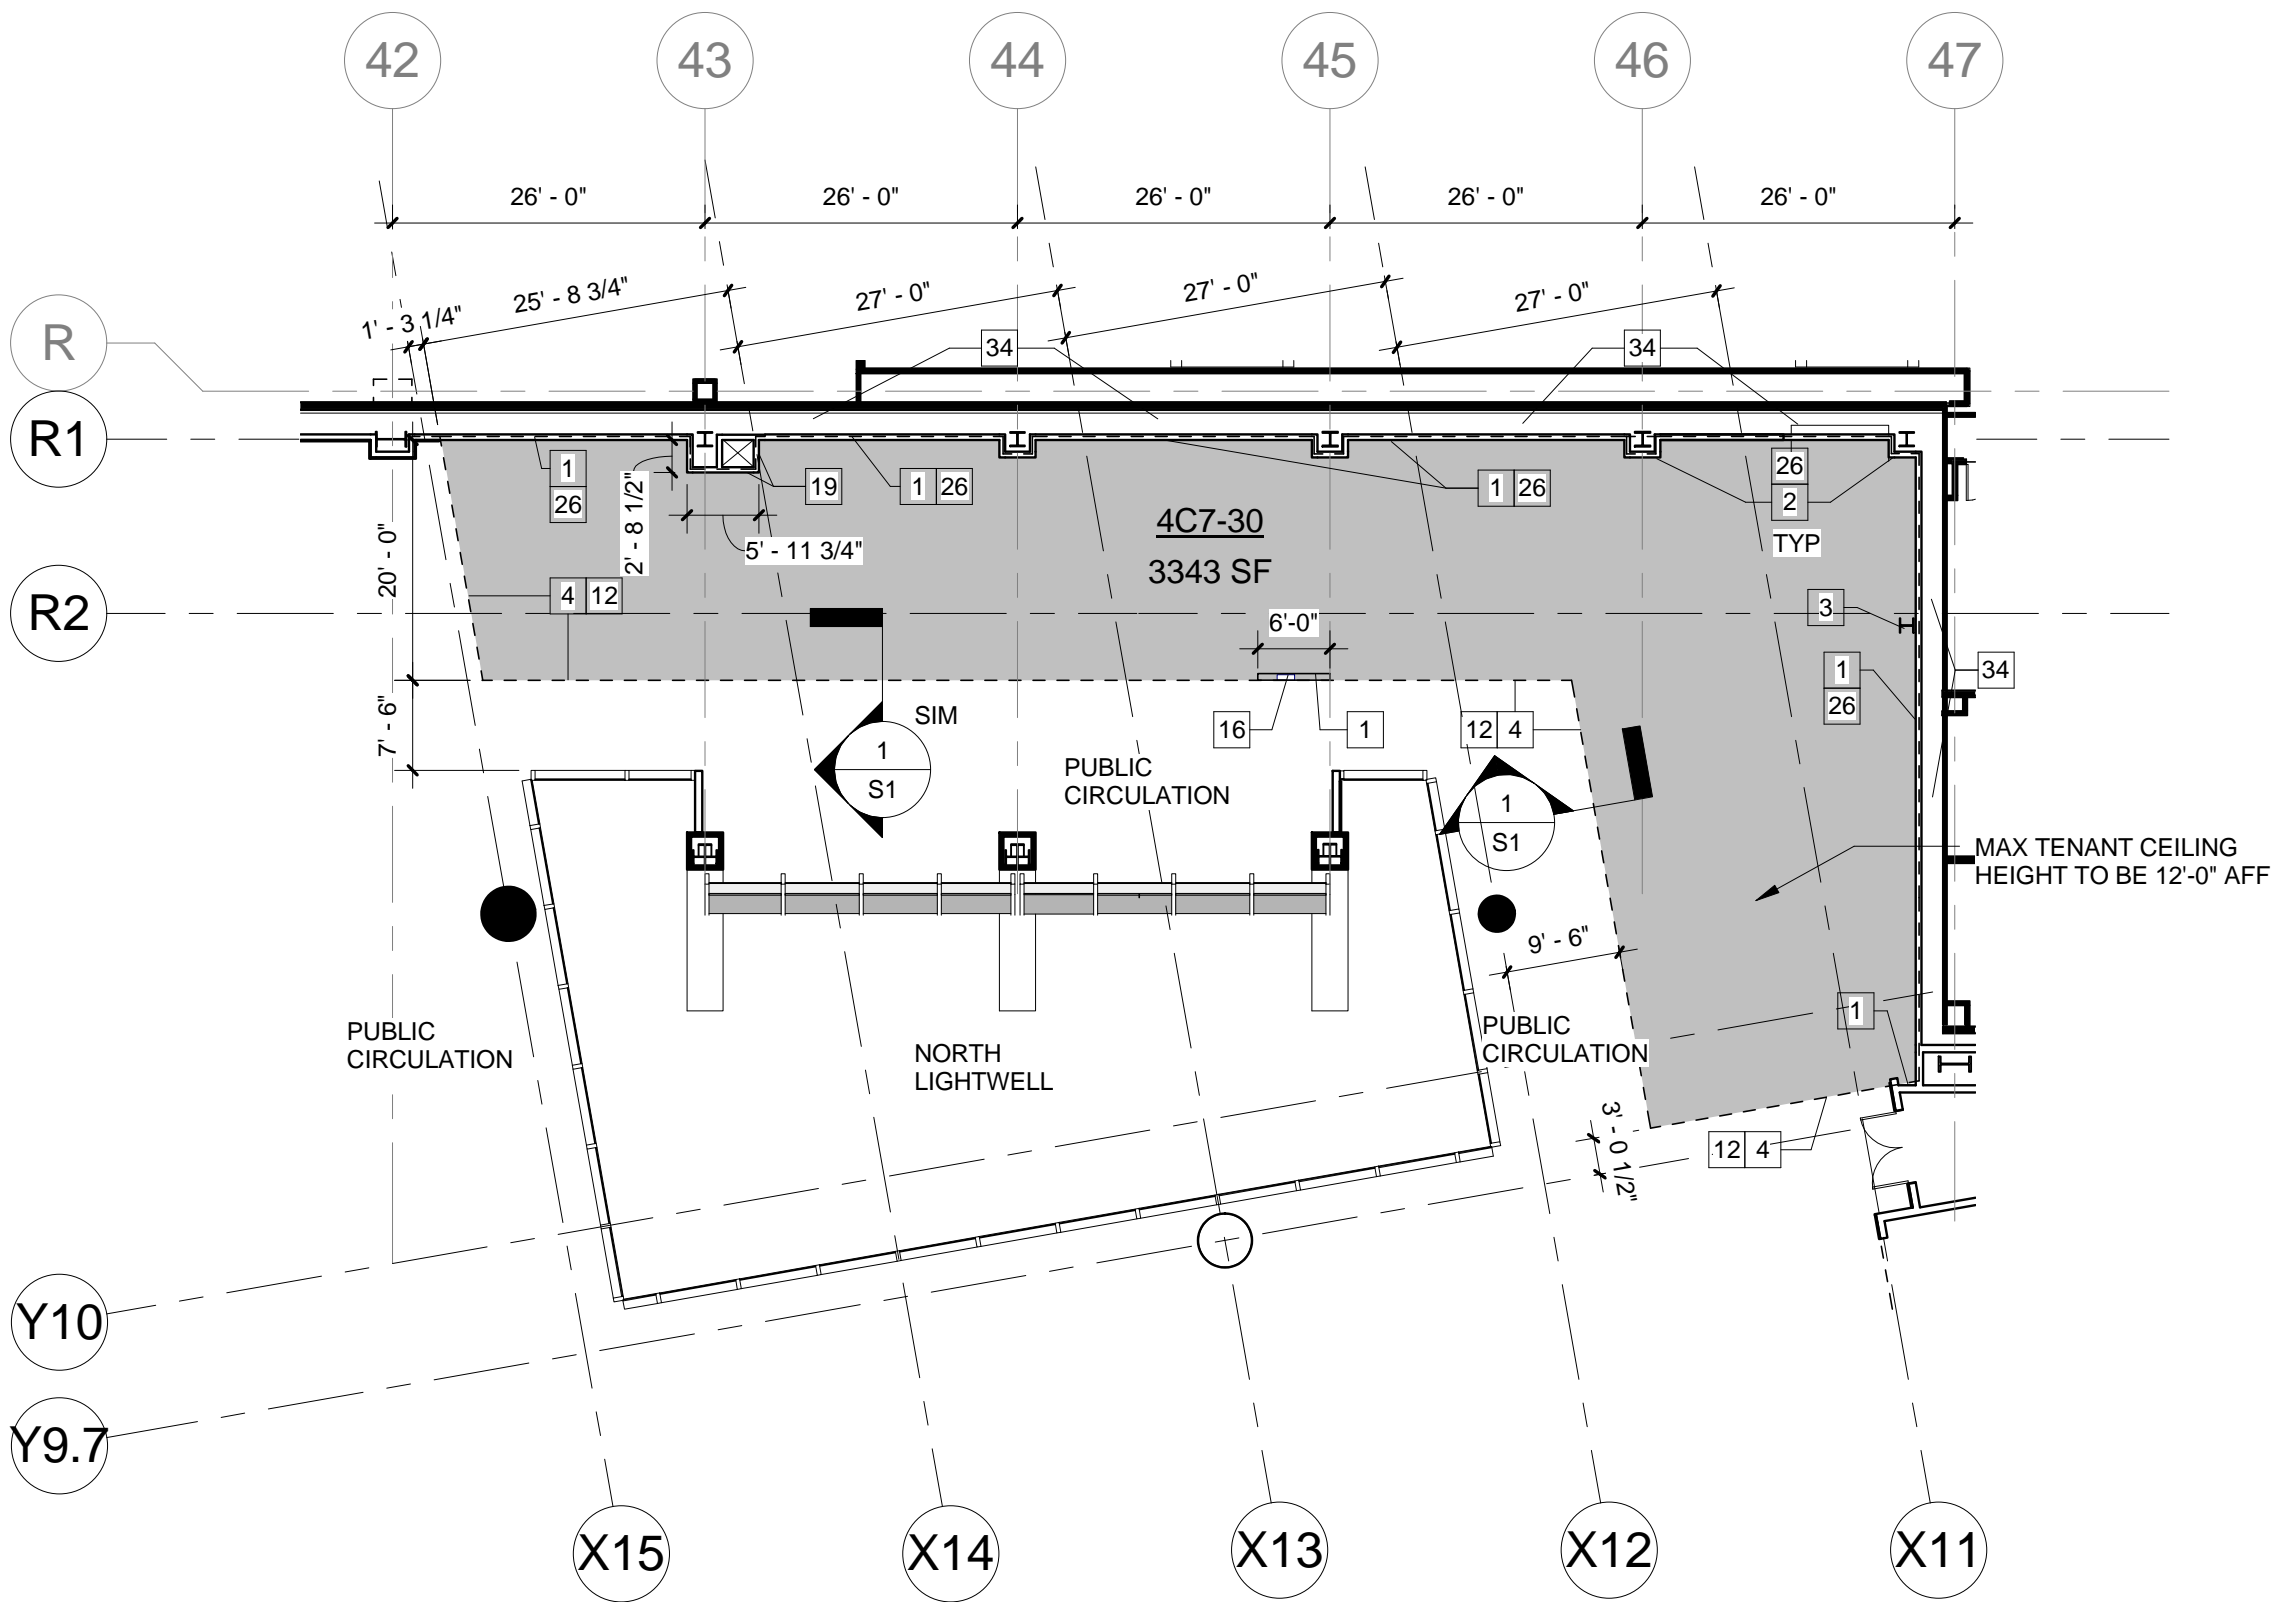 42
43
44
45
46
47
26' - 0"
26' - 0"
26' - 0"
26' - 0"
26' - 0"
1' - 3 1/4"
25' - 8 3/4"
27' - 0"
27' - 0"
27' - 0"
R
34
34
R1
1
26
2' - 8 1/2"
19
1 26
1 26
26
2
TYP
4C7-30
3343 SF
5' - 11 3/4"
20' - 0"
4 12
R2
6'-0"
3
1
26
34
7' - 6"
SIM
1
S1
16
1
12 4
PUBLIC
CIRCULATION
1
S1
MAX TENANT CEILING
HEIGHT TO BE 12'-0" AFF
9' - 6"
1
PUBLIC
CIRCULATION
NORTH
LIGHTWELL
PUBLIC
CIRCULATION
3' - 0 1/2"
12 4
Y10
Y9.7
X15
X14
X13
X12
X11